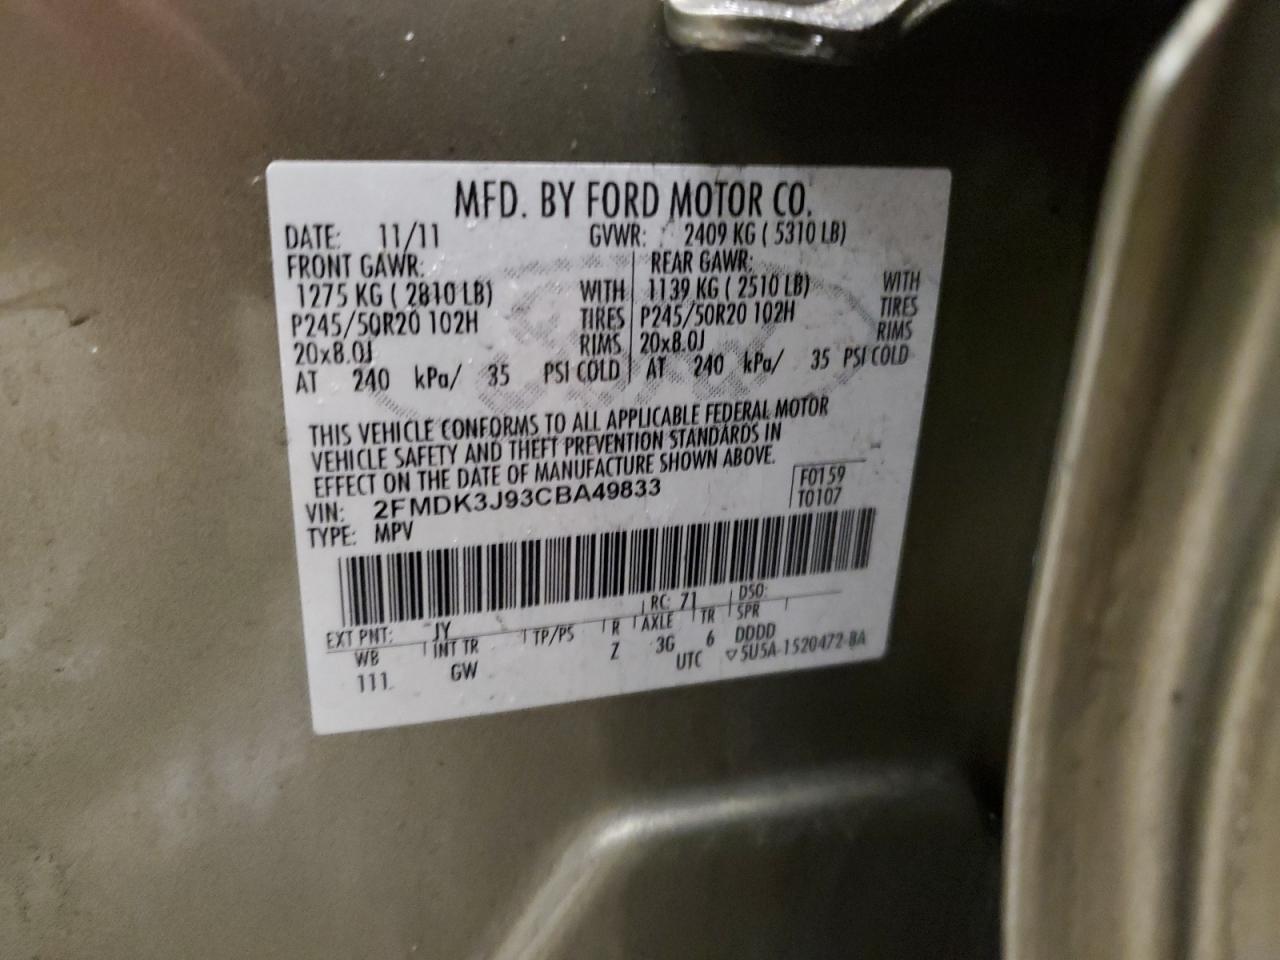 MFD. BY FORD MOTOR CO.
DATE: 11/11 GVWR: 2409 KG ( 5310 LB)
FRONT GAWR: REAR GAWR:
1275 KG ( 2810 LB) WITH 1139 KG ( 2510 LB) WITH
P245/50R20 102H TIRES P245/50R20 102H TIRES
20x8.0J RIMS 20x8.0J RIMS
AT 240 kPa/ 35 PSI COLD AT 240 kPa/ 35 PSI COLD
THIS VEHICLE CONFORMS TO ALL APPLICABLE FEDERAL MOTOR
VEHICLE SAFETY AND THEFT PREVENTION STANDARDS IN
EFFECT ON THE DATE OF MANUFACTURE SHOWN ABOVE.
VIN: 2FMDK3J93CBA49833 F0159
TYPE: MPV T0107
EXT PNT: JY RC: 71 DSO:
WB INT TR TP/PS R AXLE TR SPR
111 GW Z 3G 6 DDDD
UTC ▽5U5A-1520472-BA